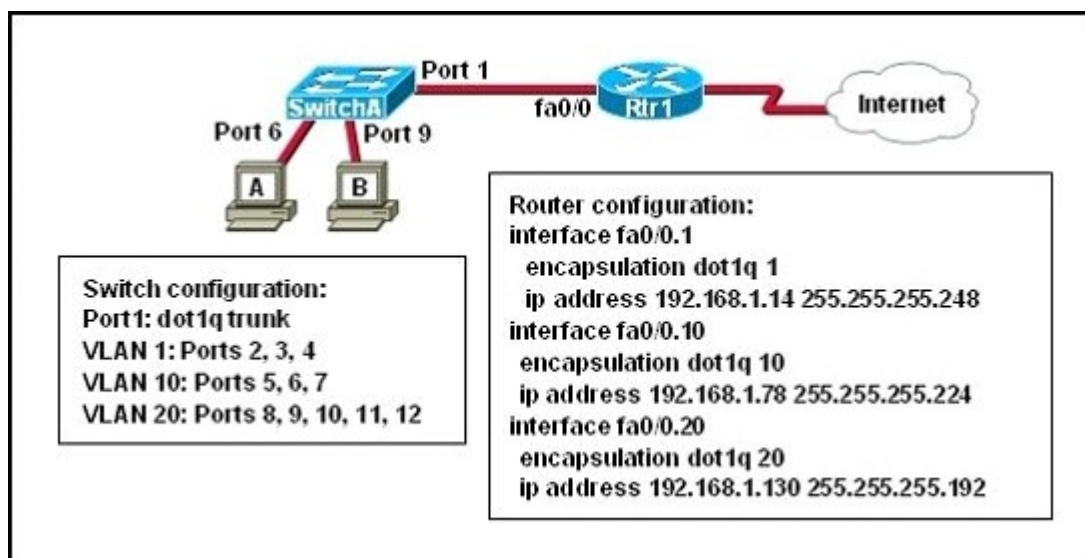 Port 1
SwitchA
fa0/0
Rtr1
Internet
Port 6
Port 9
A
B
Switch configuration:
Port1: dot1q trunk
VLAN 1: Ports 2, 3, 4
VLAN 10: Ports 5, 6, 7
VLAN 20: Ports 8, 9, 10, 11, 12
Router configuration:
interface fa0/0.1
encapsulation dot1q 1
ip address 192.168.1.14 255.255.255.248
interface fa0/0.10
encapsulation dot1q 10
ip address 192.168.1.78 255.255.255.224
interface fa0/0.20
encapsulation dot1q 20
ip address 192.168.1.130 255.255.255.192